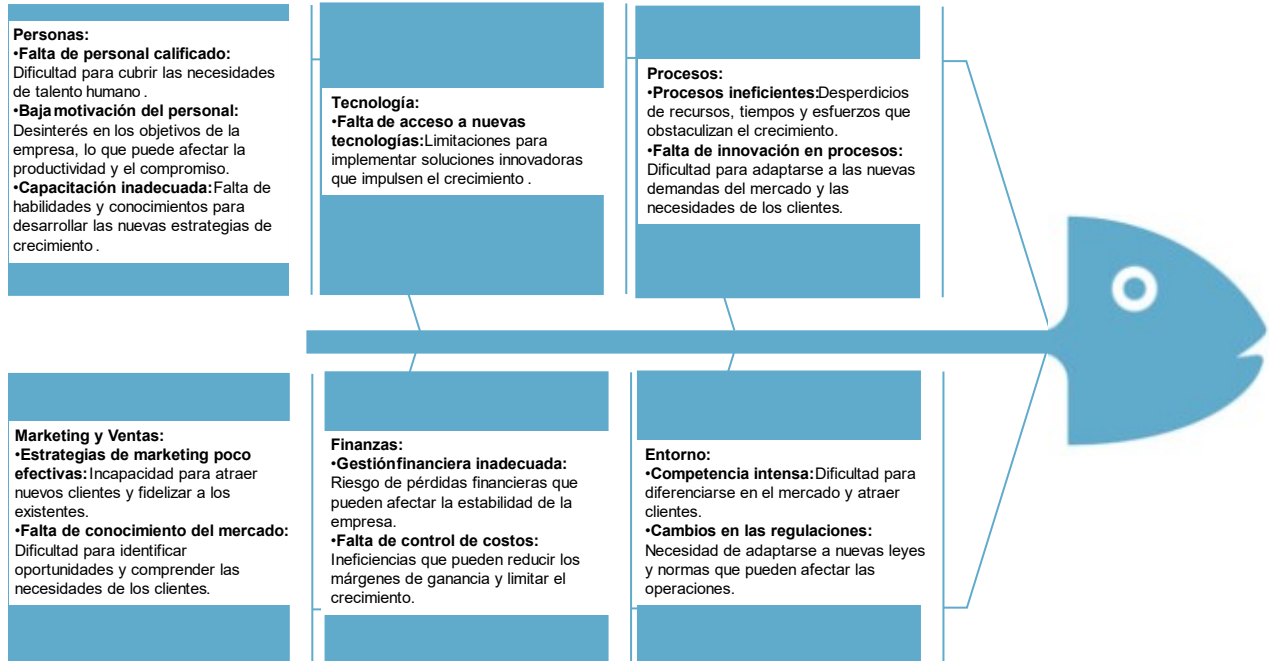 Personas:
•Falta de personal calificado:
Dificultad para cubrir las necesidades
de talento humano .
•Baja motivación del personal:
Desinterés en los objetivos de la
empresa, lo que puede afectar la
productividad y el compromiso.
•Capacitación inadecuada:Falta de
habilidades y conocimientos para
desarrollar las nuevas estrategias de
crecimiento .
Tecnología:
•Falta de acceso a nuevas
tecnologías:Limitaciones para
implementar soluciones innovadoras
que impulsen el crecimiento .
Procesos:
•Procesos ineficientes:Desperdicios
de recursos, tiempos y esfuerzos que
obstaculizan el crecimiento.
•Falta de innovación en procesos:
Dificultad para adaptarse a las nuevas
demandas del mercado y las
necesidades de los clientes.
Marketing y Ventas:
•Estrategias de marketing poco
efectivas:Incapacidad para atraer
nuevos clientes y fidelizar a los
existentes.
•Falta de conocimiento del mercado:
Dificultad para identificar
oportunidades y comprender las
necesidades de los clientes.
Finanzas:
•Gestión financiera inadecuada:
Riesgo de pérdidas financieras que
pueden afectar la estabilidad de la
empresa.
•Falta de control de costos:
Ineficiencias que pueden reducir los
márgenes de ganancia y limitar el
crecimiento.
Entorno:
•Competencia intensa:Dificultad para
diferenciarse en el mercado y atraer
clientes.
•Cambios en las regulaciones:
Necesidad de adaptarse a nuevas leyes
y normas que pueden afectar las
operaciones.